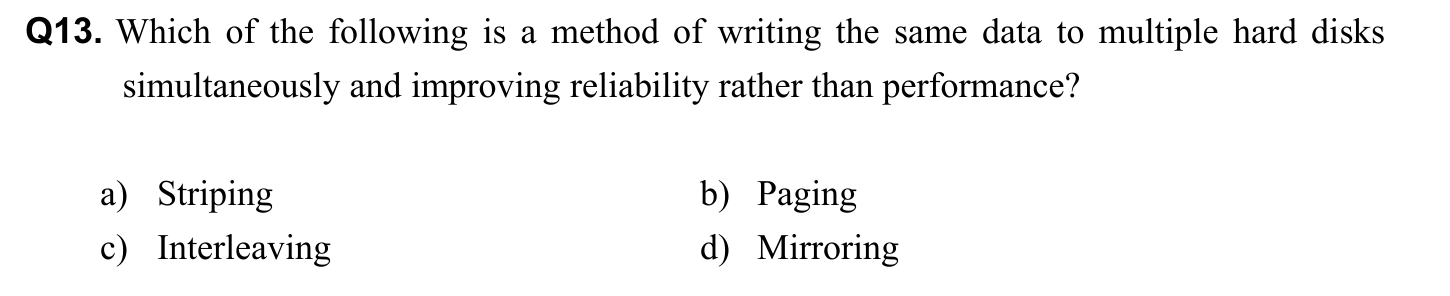 Q13. Which of the following is a method of writing the same data to multiple hard disks
simultaneously and improving reliability rather than performance?
a) Striping b) Paging
c) Interleaving d) Mirroring